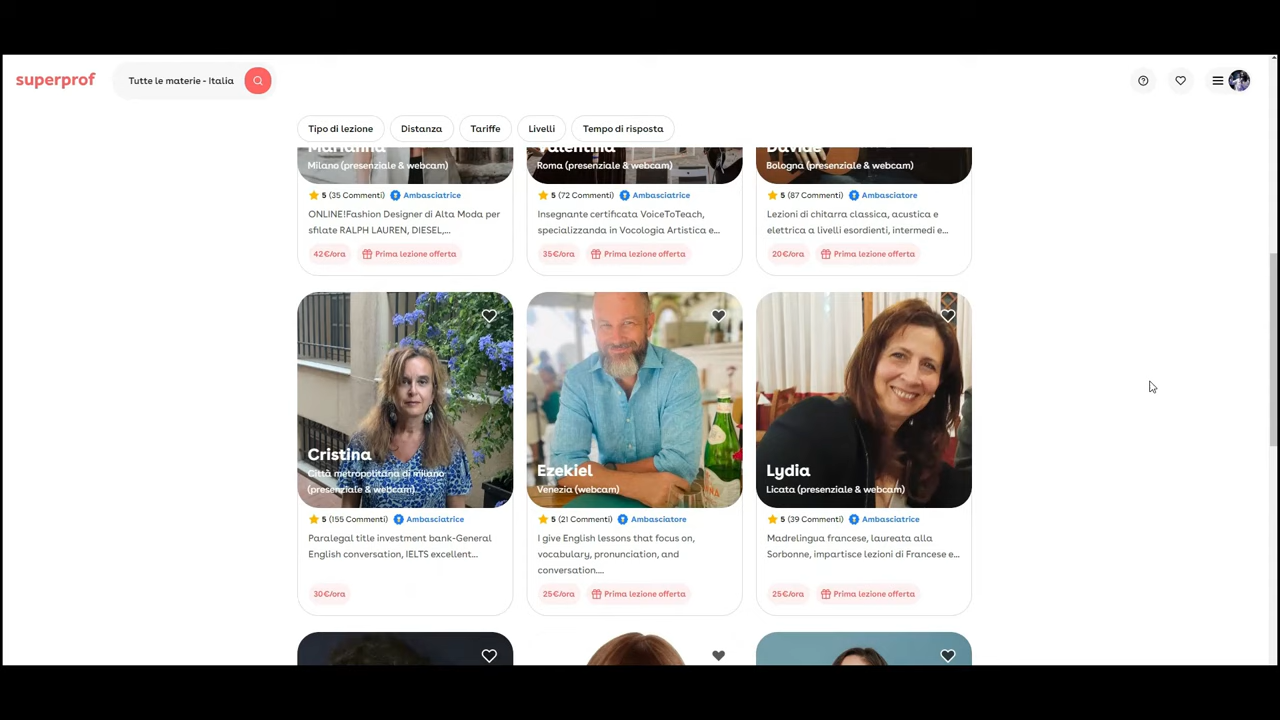 superprof
Tutte le materie - Italia
Tipo di lezione
Distanza
Tariffe
Livelli
Tempo di risposta
Marianna
Milano (presenziale & webcam)
5 (35 Commenti) Ambasciatrice
ONLINE!Fashion Designer di Alta Moda per
sfilate RALPH LAUREN, DIESEL,...
42€/ora Prima lezione offerta
Valentina
Roma (presenziale & webcam)
5 (72 Commenti) Ambasciatrice
Insegnante certificata VoiceToTeach,
specializzanda in Vocologia Artistica e...
35€/ora Prima lezione offerta
Davide
Bologna (presenziale & webcam)
5 (87 Commenti) Ambasciatore
Lezioni di chitarra classica, acustica e
elettrica a livelli esordienti, intermedi e...
20€/ora Prima lezione offerta
Cristina
Città metropolitana di milano
(presenziale & webcam)
5 (155 Commenti) Ambasciatrice
Paralegal title investment bank-General
English conversation, IELTS excellent...
30€/ora
Ezekiel
Venezia (webcam)
5 (21 Commenti) Ambasciatore
I give English lessons that focus on,
vocabulary, pronunciation, and
conversation....
25€/ora Prima lezione offerta
Lydia
Licata (presenziale & webcam)
5 (39 Commenti) Ambasciatrice
Madrelingua francese, laureata alla
Sorbonne, impartisce lezioni di Francese e...
25€/ora Prima lezione offerta